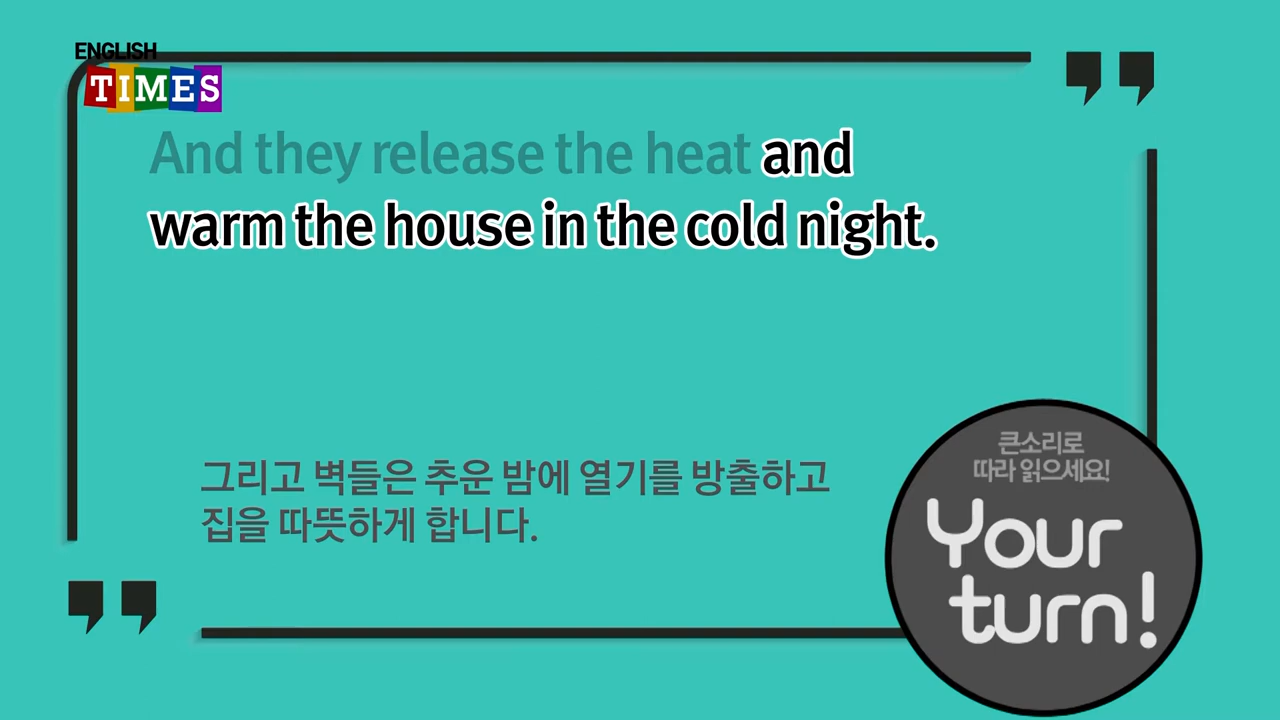 ENGLISH
TIMES
And they release the heat and
warm the house in the cold night.
그리고 벽들은 추운 밤에 열기를 방출하고
집을 따뜻하게 합니다.
큰소리로
따라 읽으세요!
Your
turn!